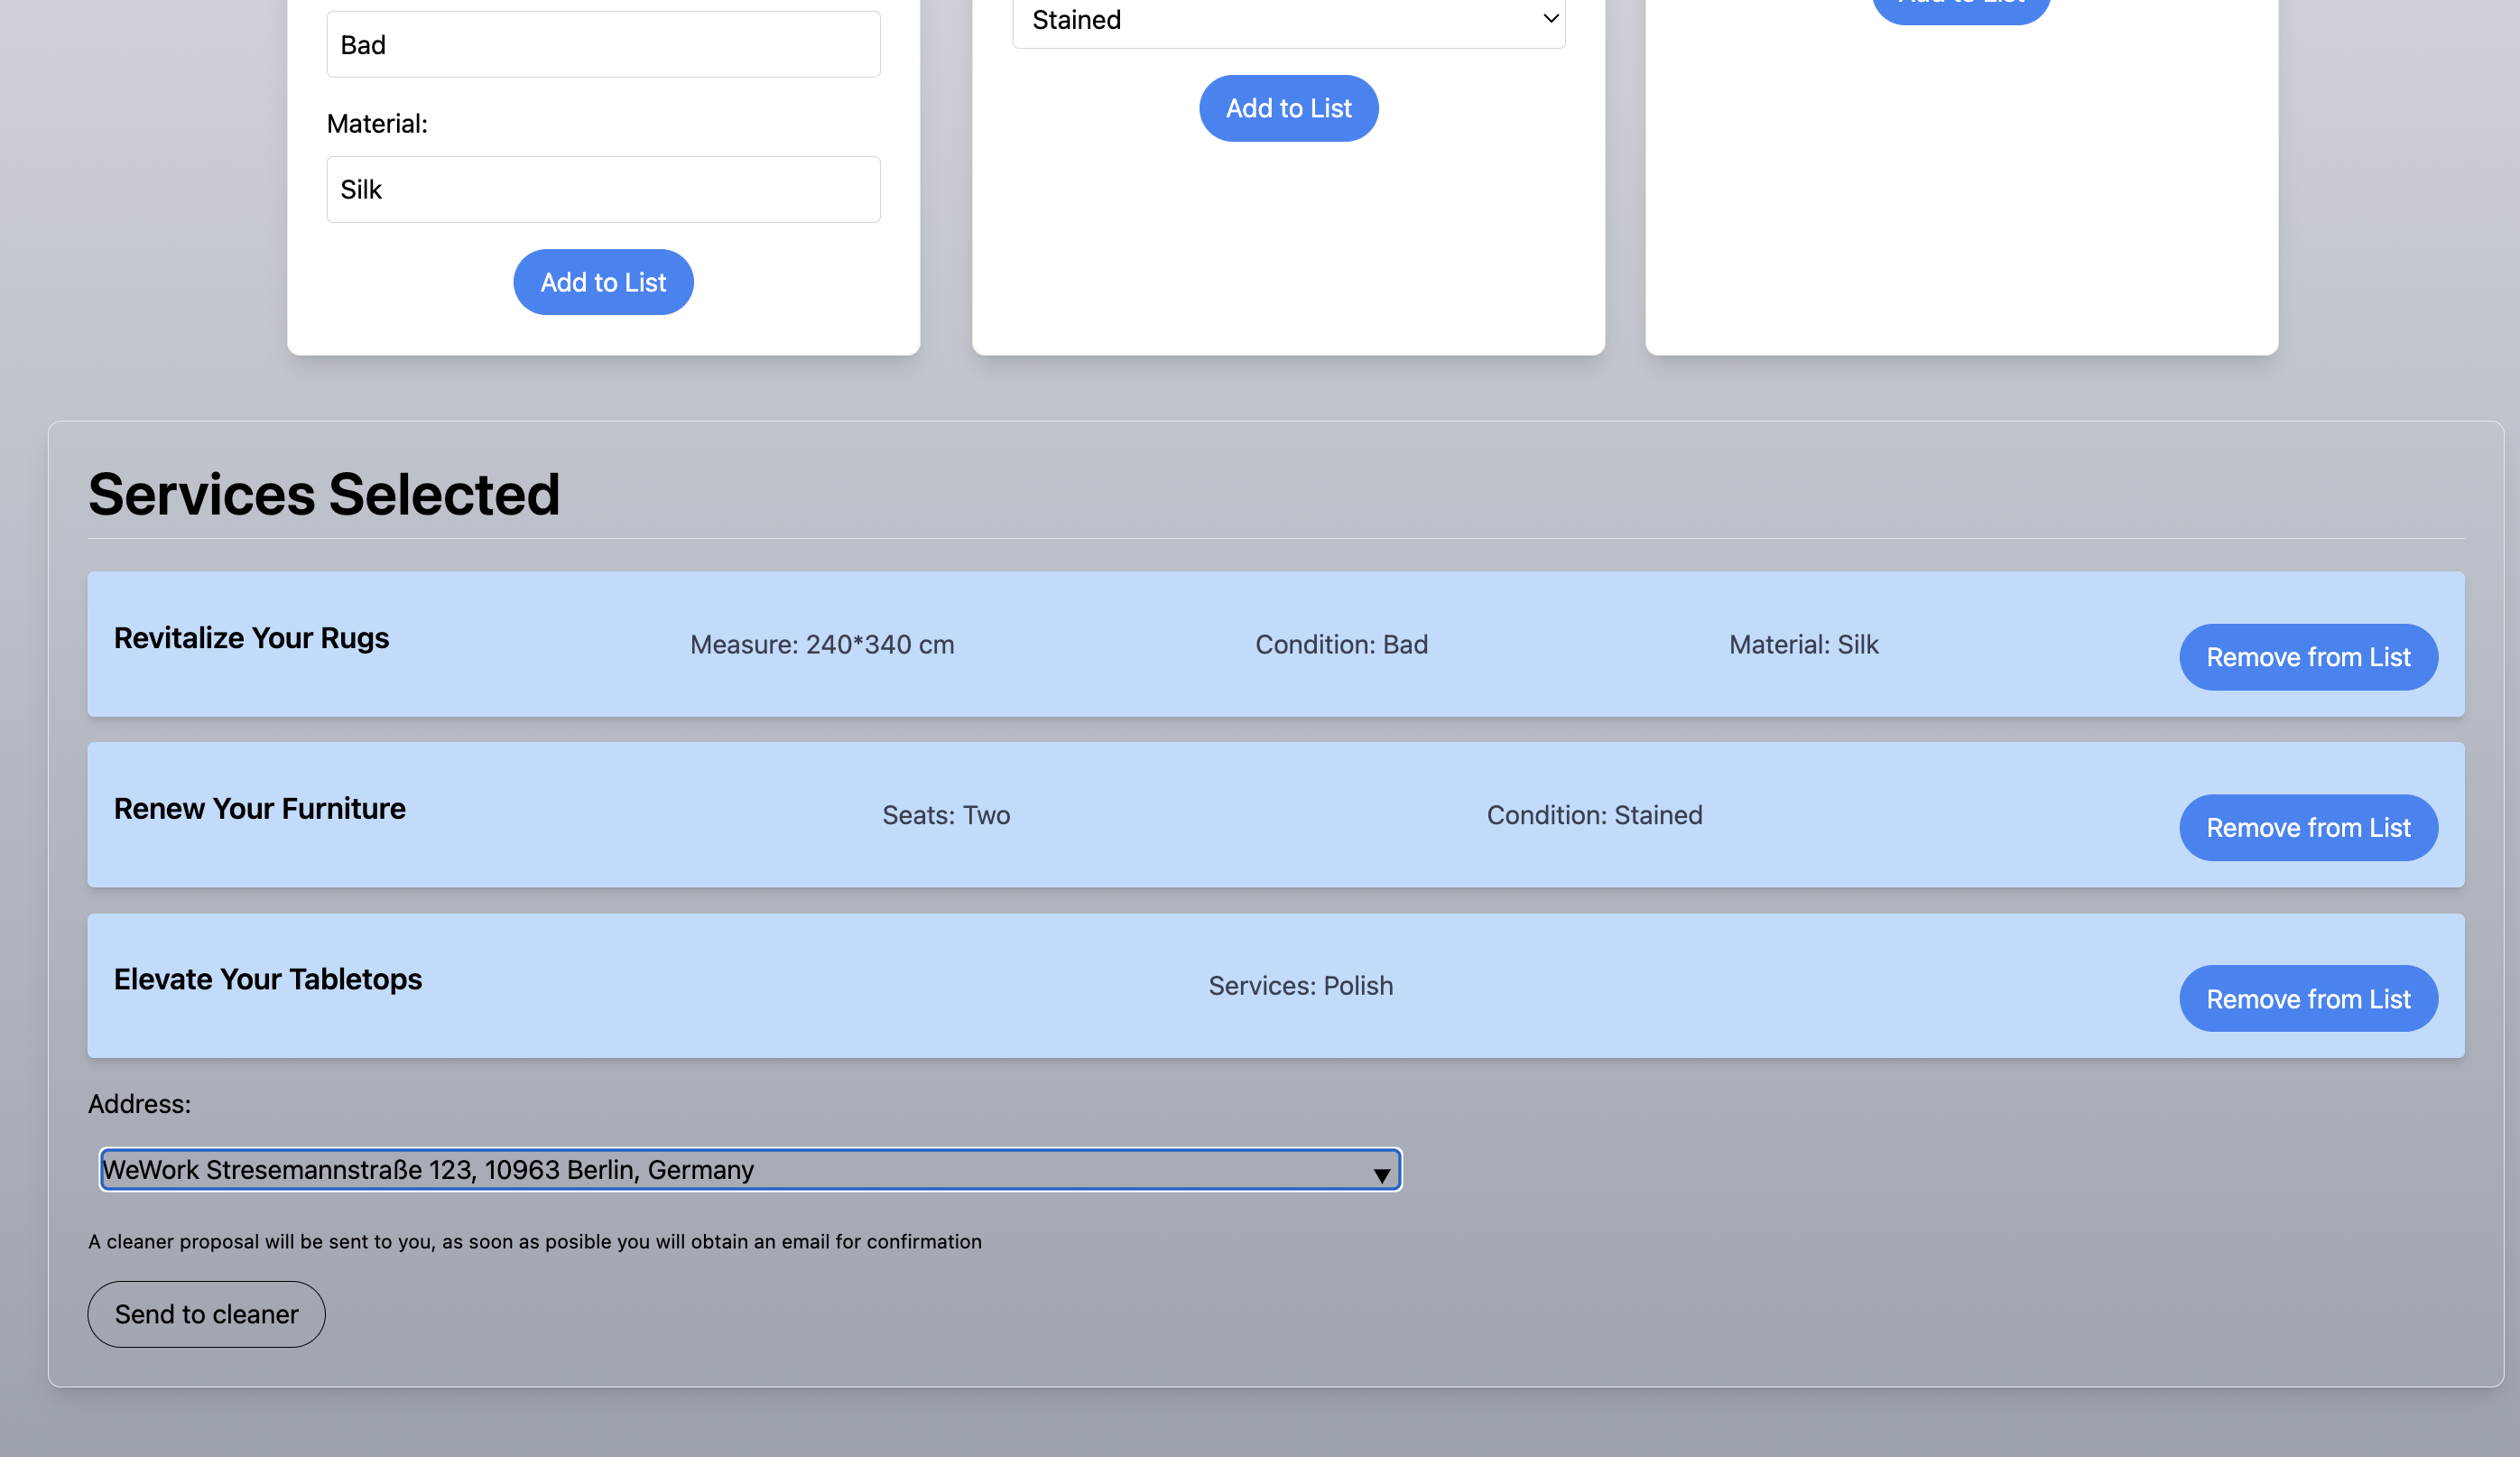 Bad
Material:
Silk
Add to List
Stained
Add to List
Add to List
Services Selected
Revitalize Your Rugs Measure: 240*340 cm Condition: Bad Material: Silk Remove from List
Renew Your Furniture Seats: Two Condition: Stained Remove from List
Elevate Your Tabletops Services: Polish Remove from List
Address:
WeWork Stresemannstraße 123, 10963 Berlin, Germany
A cleaner proposal will be sent to you, as soon as posible you will obtain an email for confirmation
Send to cleaner